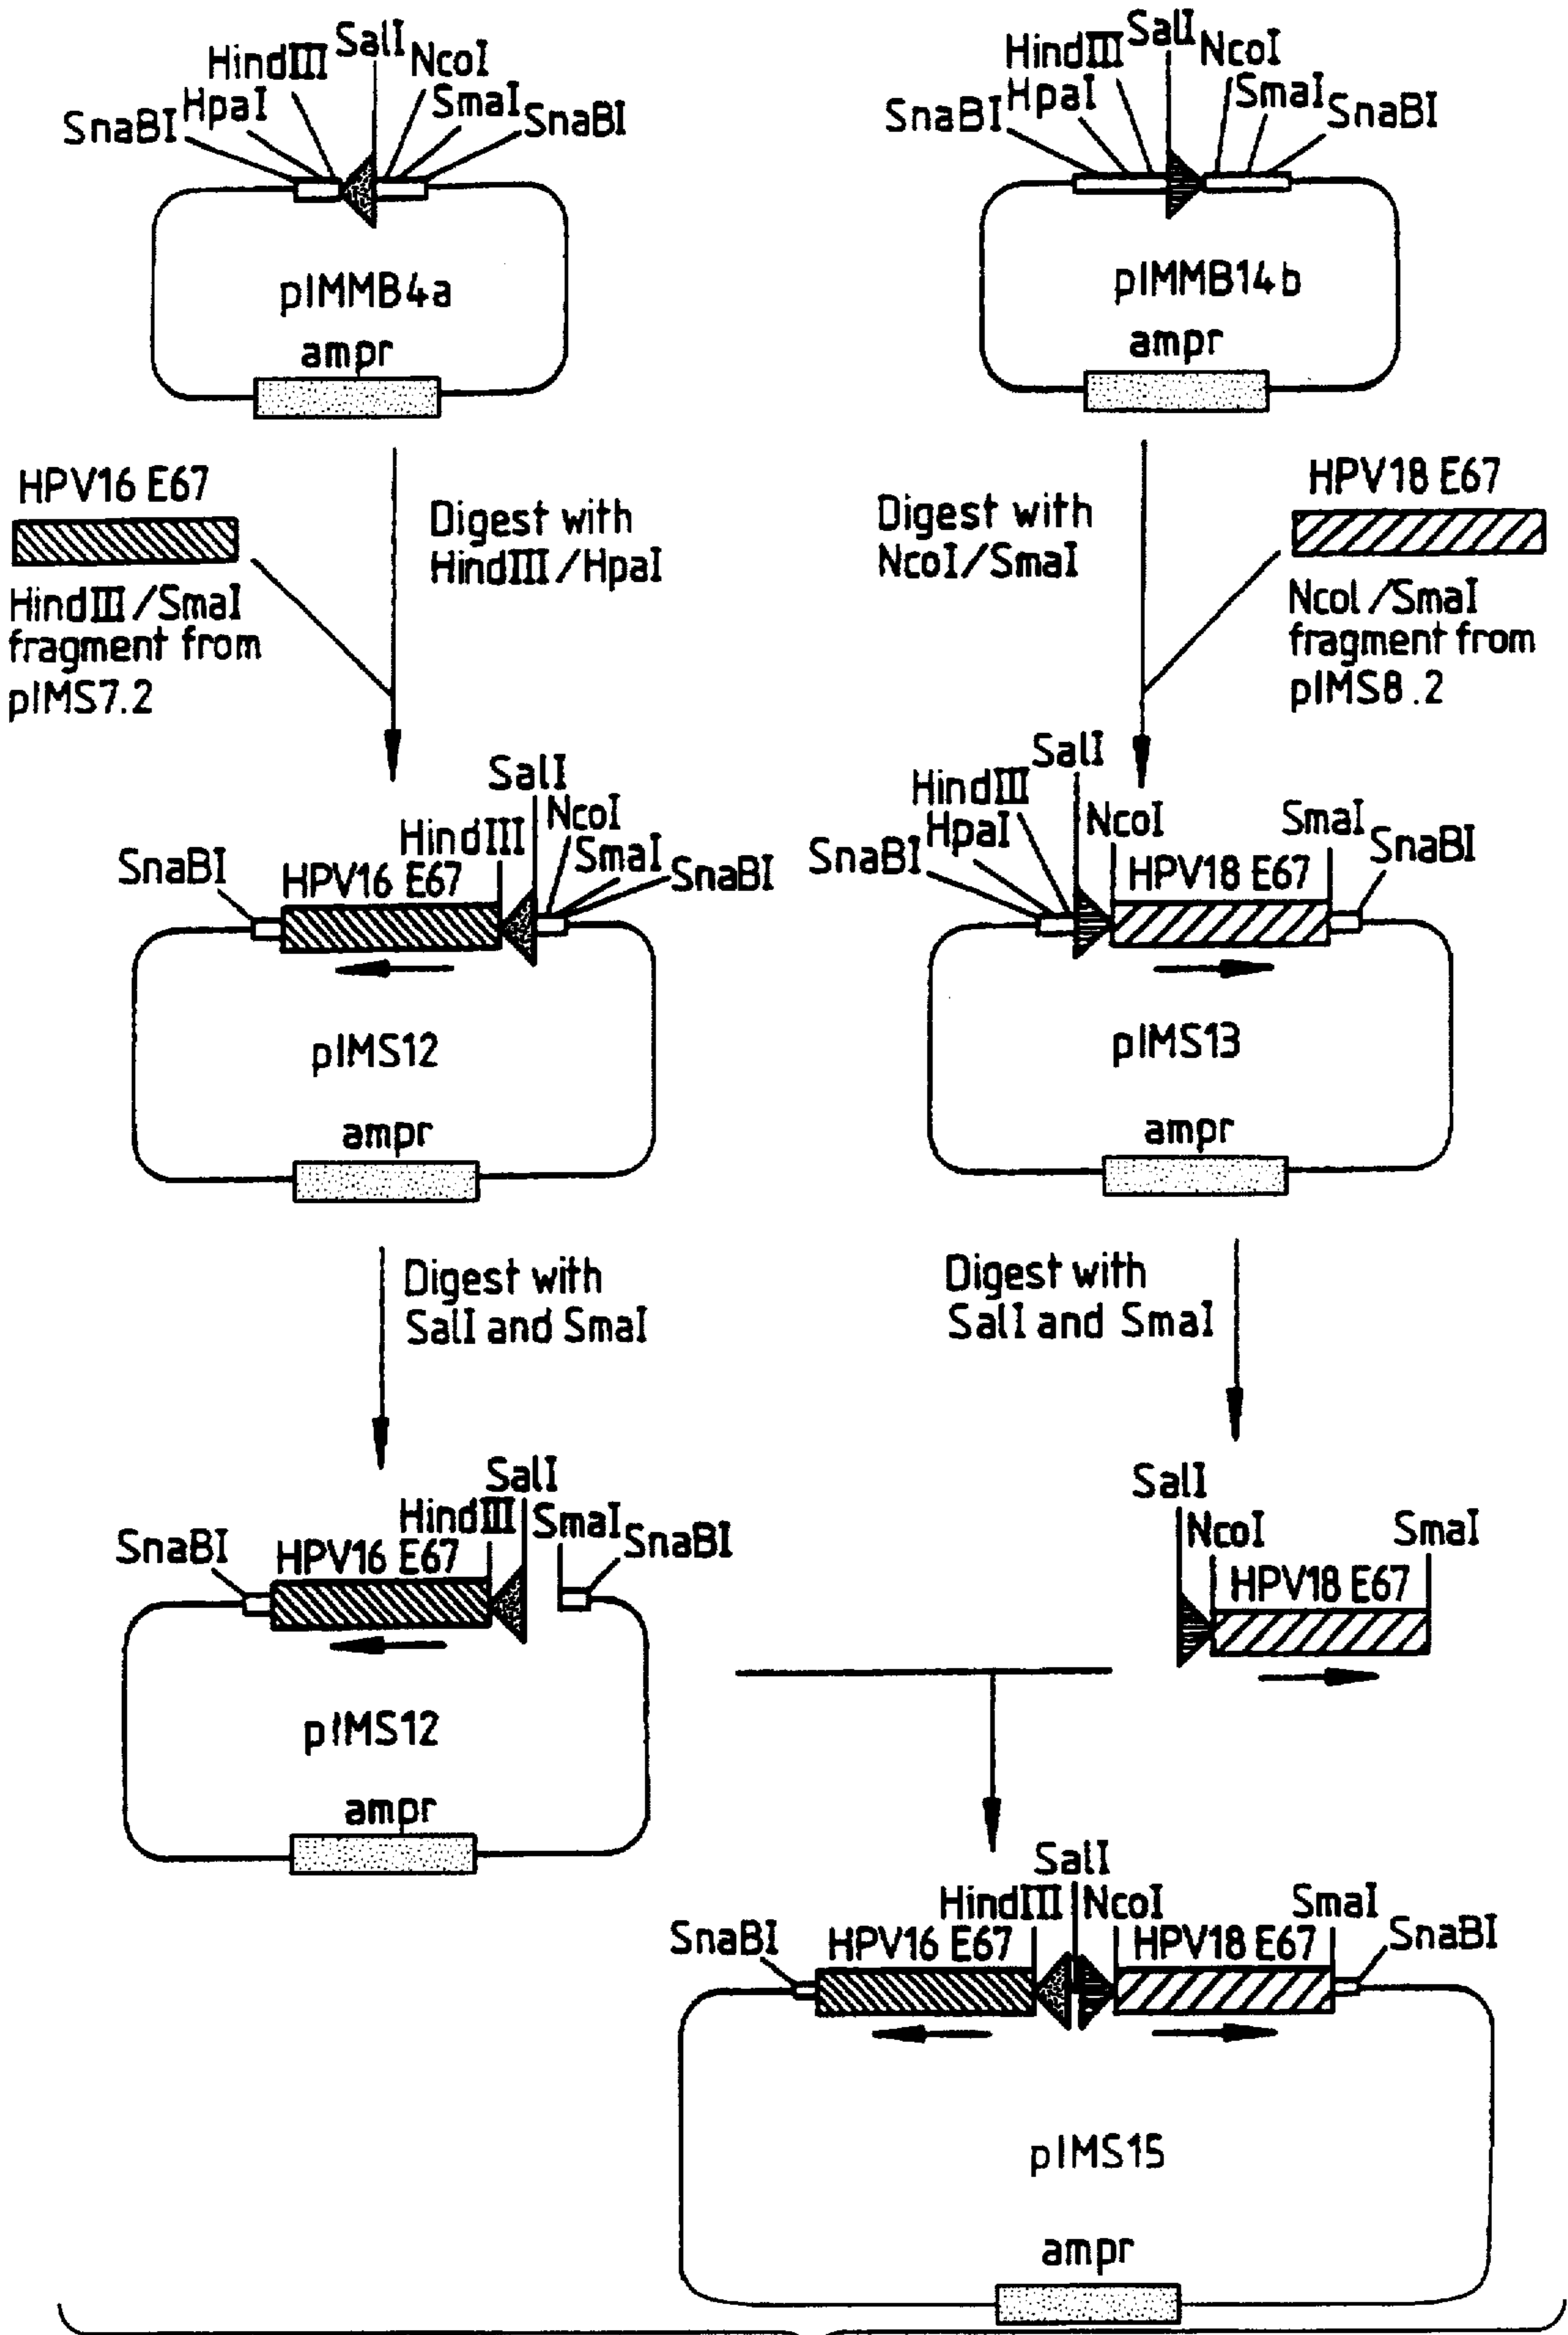 SalI
HindIII NcoI
HpaI SmaI
SnaBI SnaBI
pIMMB4a
ampr
SalI
HindIII NcoI
HpaI SmaI
SnaBI SnaBI
pIMMB14b
ampr
HPV16 E67
HindIII/SmaI
fragment from
pIMS7.2
Digest with
HindIII/HpaI
Digest with
NcoI/SmaI
HPV18 E67
NcoI/SmaI
fragment from
pIMS8.2
SalI
NcoI
HindIII SmaI
SnaBI SnaBI
HPV16 E67
pIMS12
ampr
SalI
HindIII
HpaI NcoI SmaI
SnaBI SnaBI
HPV18 E67
pIMS13
ampr
Digest with
SalI and SmaI
Digest with
SalI and SmaI
SalI
HindIII SmaI
SnaBI SnaBI
HPV16 E67
pIMS12
ampr
SalI
NcoI SmaI
HPV18 E67
SalI
HindIII NcoI SmaI
SnaBI HPV16 E67 HPV18 E67 SnaBI
pIMS15
ampr